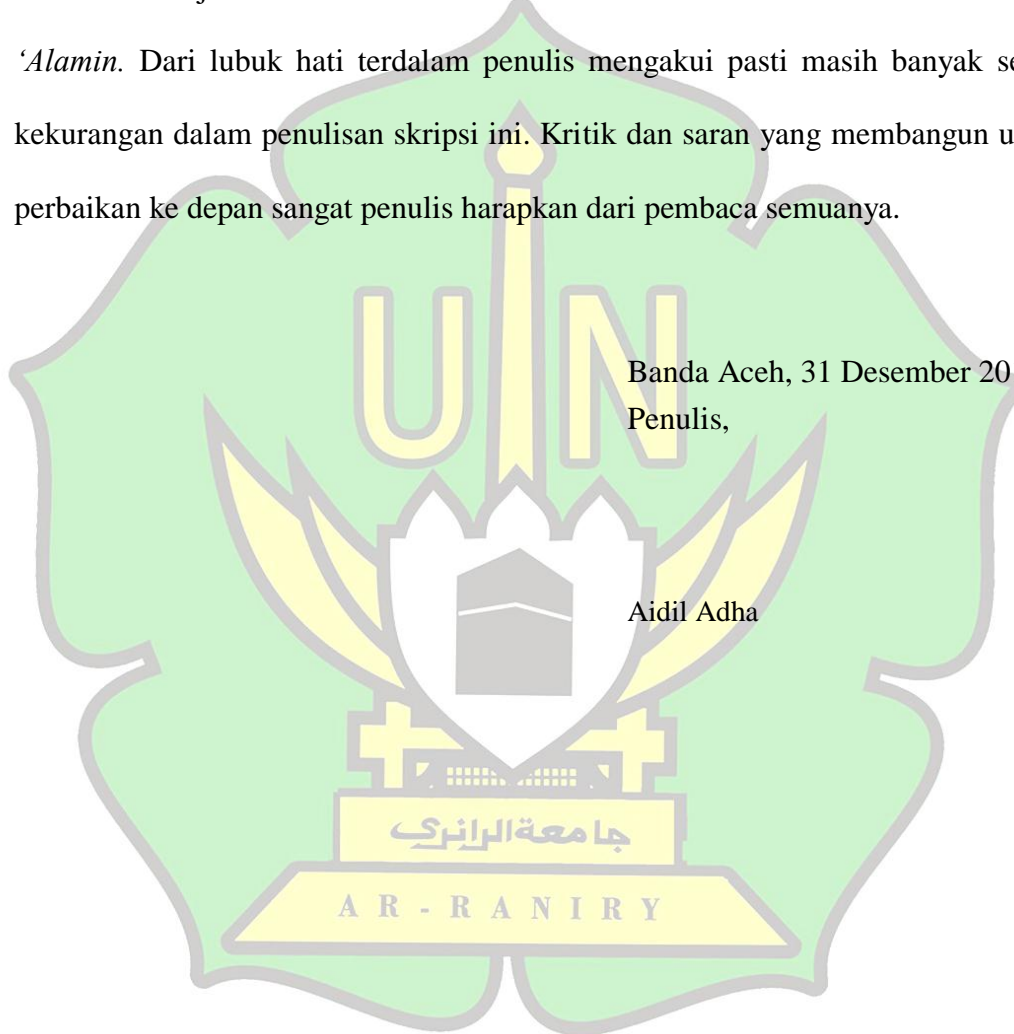 ‘Alamin. Dari lubuk hati terdalam penulis mengakui pasti masih banyak se
kekurangan dalam penulisan skripsi ini. Kritik dan saran yang membangun u
perbaikan ke depan sangat penulis harapkan dari pembaca semuanya.
Banda Aceh, 31 Desember 20
Penulis,
UIN
Aidil Adha
جامعة الرانري
AR-RANIRY